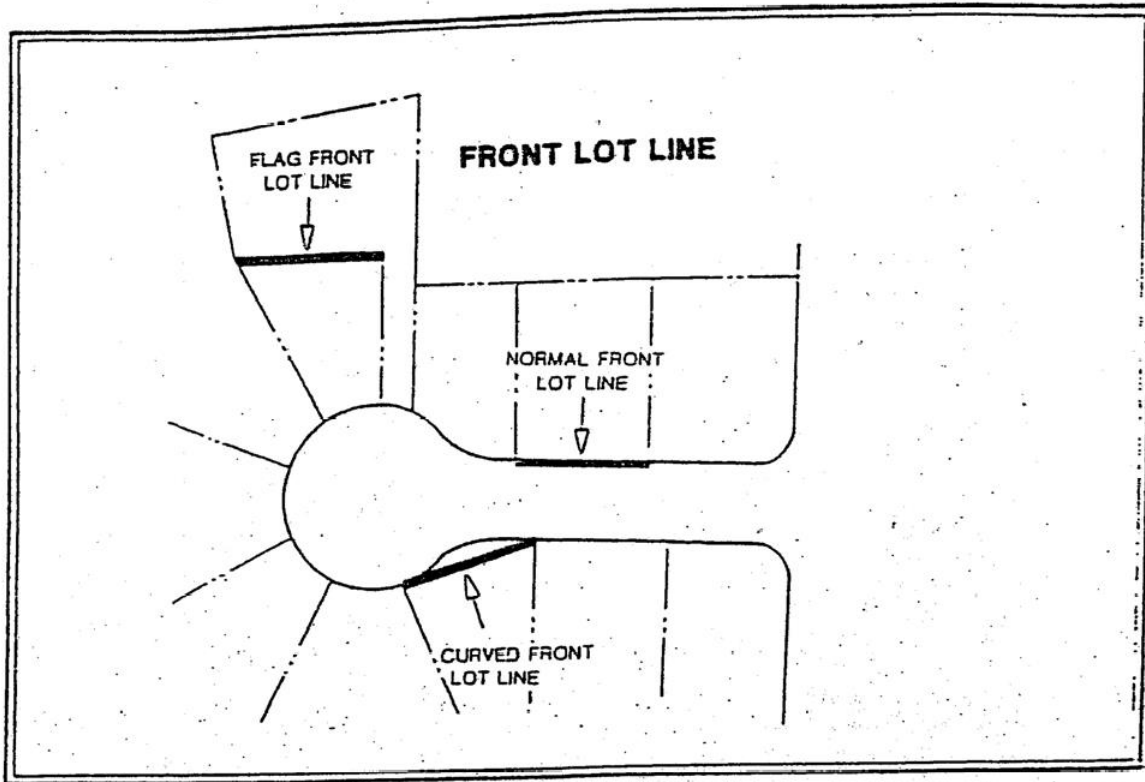 FRONT LOT LINE
FLAG FRONT
LOT LINE
NORMAL FRONT
LOT LINE
CURVED FRONT
LOT LINE